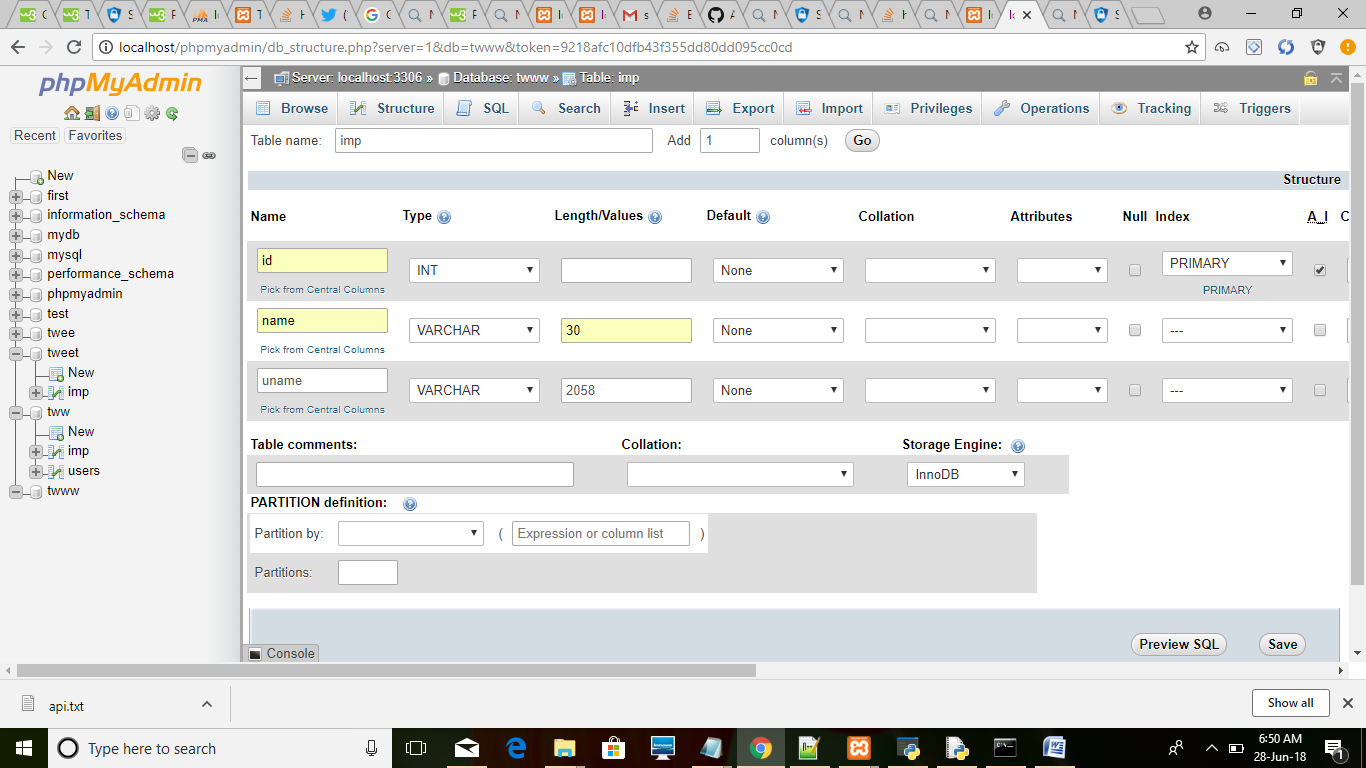 localhost/phpmyadmin/db_structure.php?server=1&db=twww&token=9218afc10dfb43f355dd80dd095cc0cd
phpMyAdmin
Recent Favorites
New
first
information_schema
mydb
mysql
performance_schema
phpmyadmin
test
twee
tweet
New
imp
tww
New
imp
users
twww
Server: localhost:3306 » Database: twww » Table: imp
Browse Structure SQL Search Insert Export Import Privileges Operations Tracking Triggers
Table name: imp Add 1 column(s) Go
Structure
Name Type Length/Values Default Collation Attributes Null Index A_I C
id INT None PRIMARY
Pick from Central Columns PRIMARY
name VARCHAR 30 None ---
Pick from Central Columns
uname VARCHAR 2058 None ---
Pick from Central Columns
Table comments: Collation: Storage Engine:
InnoDB
PARTITION definition:
Partition by: ( Expression or column list )
Partitions:
Preview SQL Save
Console
api.txt Show all
Type here to search
6:50 AM
28-Jun-18
1